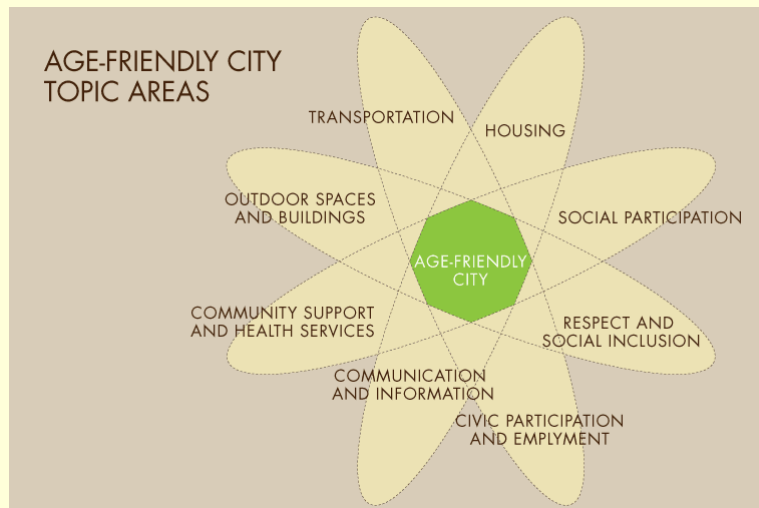 AGE-FRIENDLY CITY
TOPIC AREAS
TRANSPORTATION
HOUSING
OUTDOOR SPACES
AND BUILDINGS
SOCIAL PARTICIPATION
AGE-FRIENDLY
CITY
COMMUNITY SUPPORT
AND HEALTH SERVICES
RESPECT AND
SOCIAL INCLUSION
COMMUNICATION
AND INFORMATION
CIVIC PARTICIPATION
AND EMPLYMENT